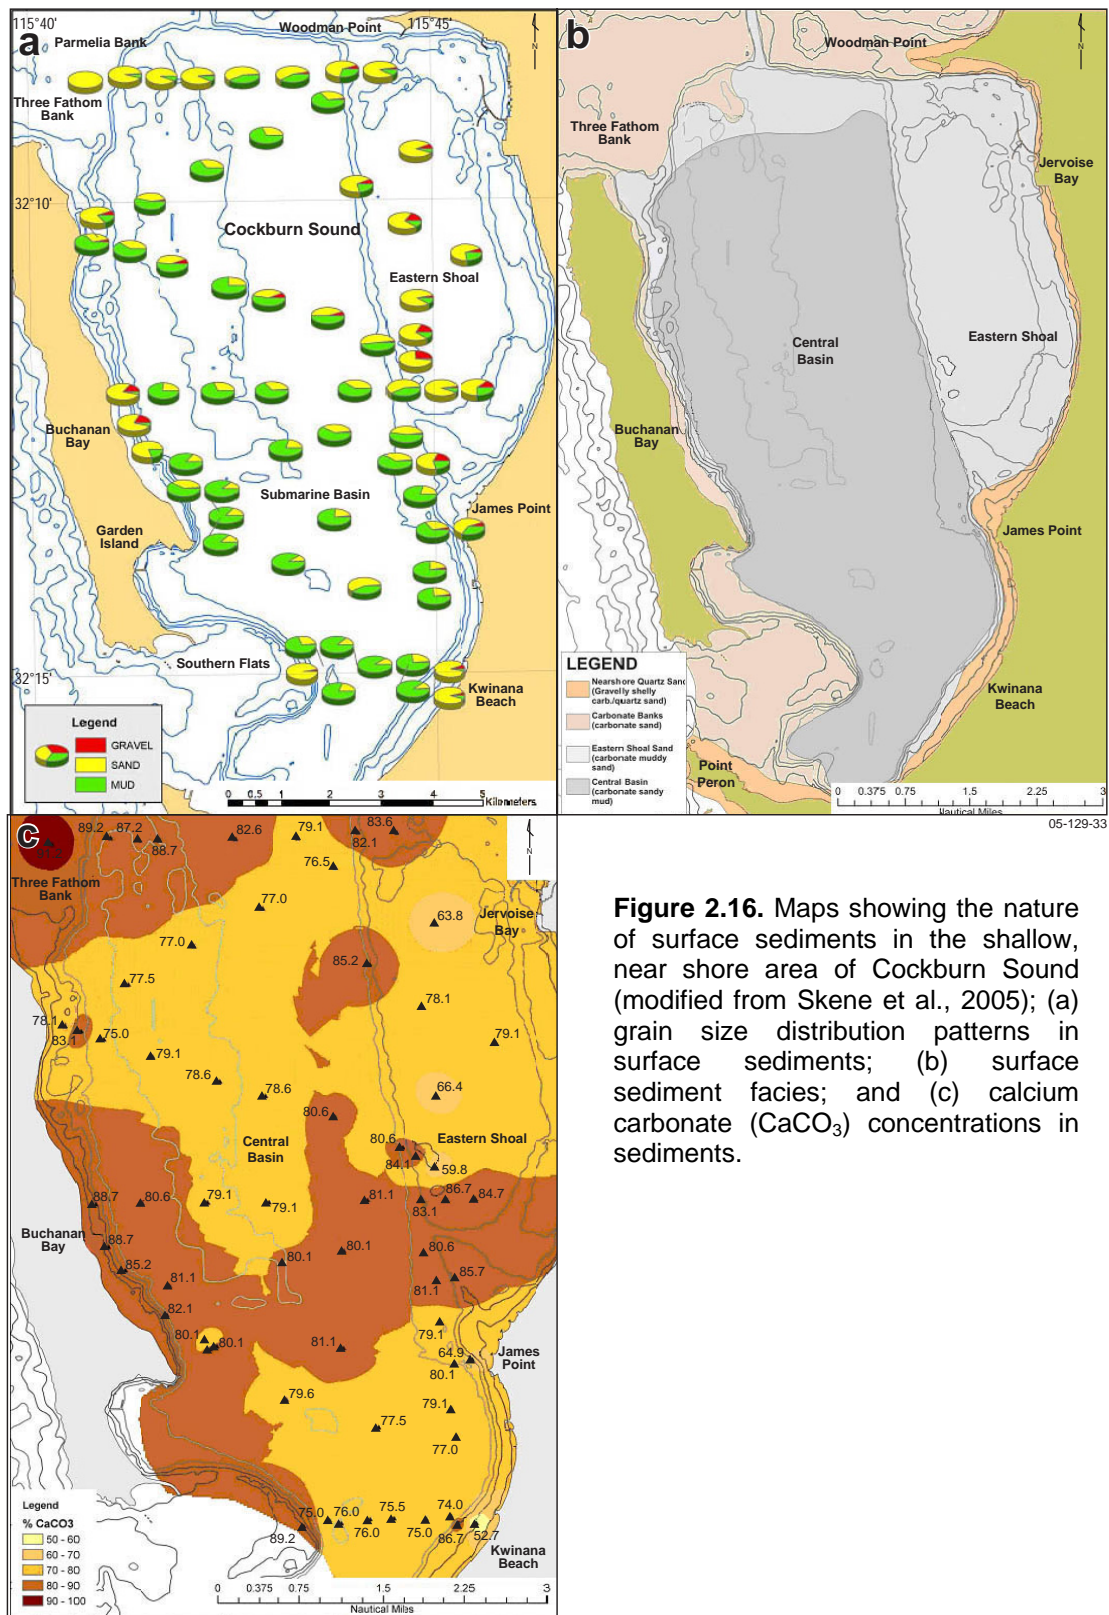 a
115°40'
115°45'
Woodman Point
Parmelia Bank
N
Three Fathom
Bank
32°10'
Cockburn Sound
Eastern Shoal
Buchanan
Bay
Submarine Basin
James Point
Garden
Island
Southern Flats
32°15'
Kwinana
Beach
Legend
GRAVEL
SAND
MUD
0 0.5 1 2 3 4 5
Kilometers
b
Woodman Point
N
Three Fathom
Bank
Jervoise
Bay
Eastern Shoal
Central
Basin
Buchanan
Bay
James Point
LEGEND
Nearshore Quartz Sand
(Gravelly shelly
carb./quartz sand)
Carbonate Banks
(carbonate sand)
Eastern Shoal Sand
(carbonate muddy
sand)
Central Basin
(carbonate sandy
mud)
Kwinana
Beach
Point
Peron
0 0.375 0.75 1.5 2.25 3
Nautical Miles
05-129-33
c
89.2 87.2 88.7 82.6 79.1 83.6
82.1
76.5
N
Three Fathom
Bank
77.0
63.8
Jervoise
Bay
77.0
85.2
77.5
78.1
78.1
83.1 75.0
79.1
79.1
78.6
78.6
66.4
80.6
Eastern Shoal
Central
Basin
80.6
84.1 59.8
88.7 80.6 79.1 79.1 81.1 83.1 86.7 84.7
Buchanan
Bay
88.7
80.1 80.1 80.6
85.2
81.1
81.1 85.7
82.1
80.1 80.1
81.1
79.1
James
Point
64.9
80.1
79.6
79.1
77.5
77.0
75.0 76.0 76.0 75.5 75.0 74.0
89.2
86.7 52.7
Kwinana
Beach
Legend
% CaCO3
50 - 60
60 - 70
70 - 80
80 - 90
90 - 100
0 0.375 0.75 1.5 2.25 3
Nautical Miles
Figure 2.16. Maps showing the nature
of surface sediments in the shallow,
near shore area of Cockburn Sound
(modified from Skene et al., 2005); (a)
grain size distribution patterns in
surface sediments; (b) surface
sediment facies; and (c) calcium
carbonate (CaCO₃) concentrations in
sediments.